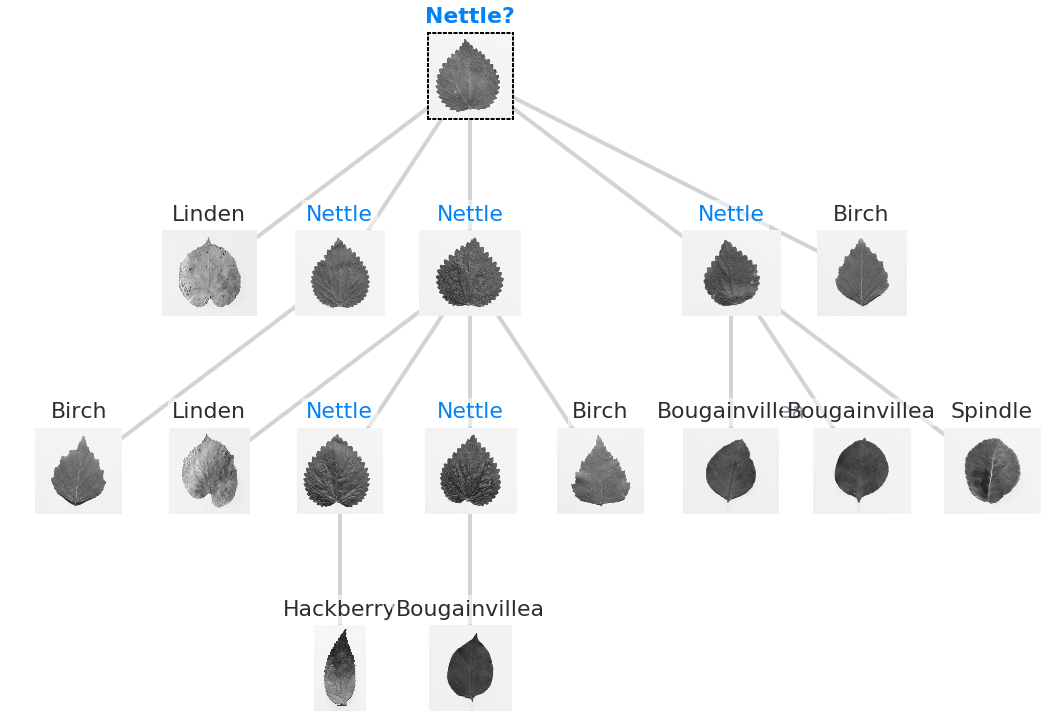 Nettle?
Linden
Nettle
Nettle
Nettle
Birch
Birch
Linden
Nettle
Nettle
Birch
Bougainvillea
Bougainvillea
Spindle
Hackberry
Bougainvillea